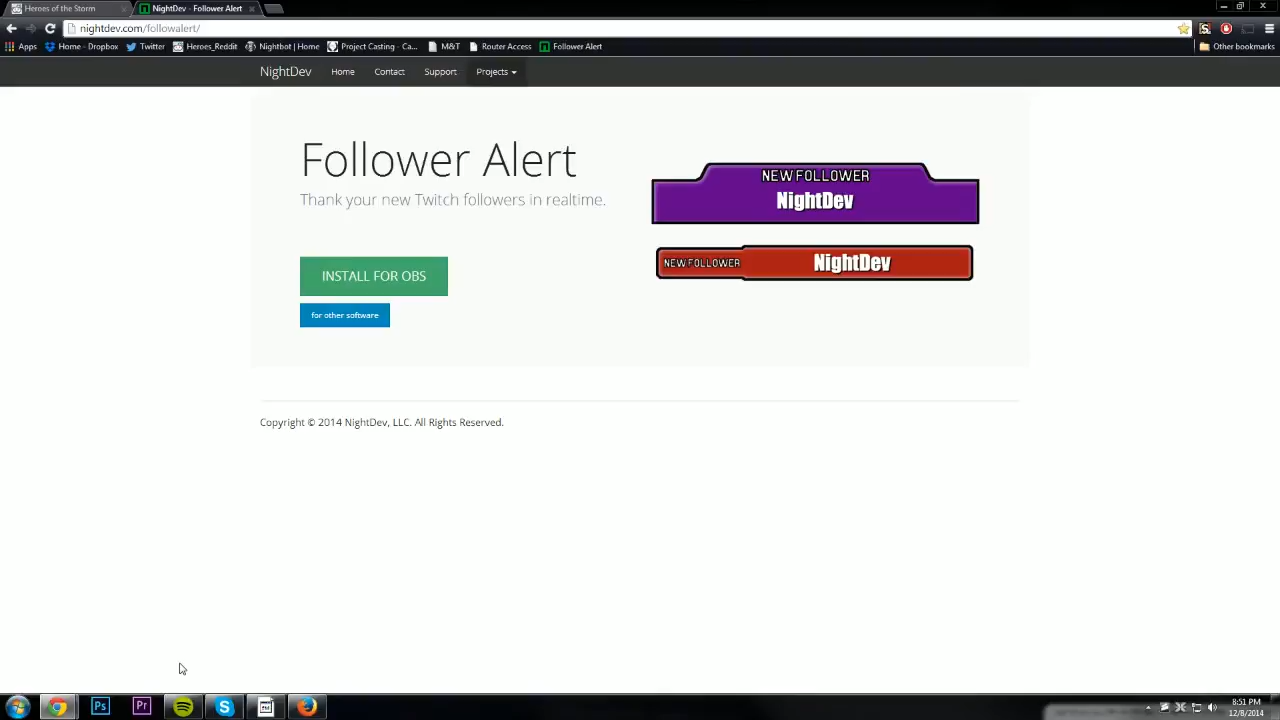 Heroes of the Storm
NightDev - Follower Alert
nightdev.com/followalert/
Apps
Home - Dropbox
Twitter
Heroes_Reddit
Nightbot | Home
Project Casting - Ca...
M&T
Router Access
Follower Alert
Other bookmarks
NightDev
Home
Contact
Support
Projects
Follower Alert
Thank your new Twitch followers in realtime.
INSTALL FOR OBS
for other software
NEW FOLLOWER
NightDev
NEW FOLLOWER
NightDev
Copyright © 2014 NightDev, LLC. All Rights Reserved.
Ps
Pr
8:51 PM
12/8/2014